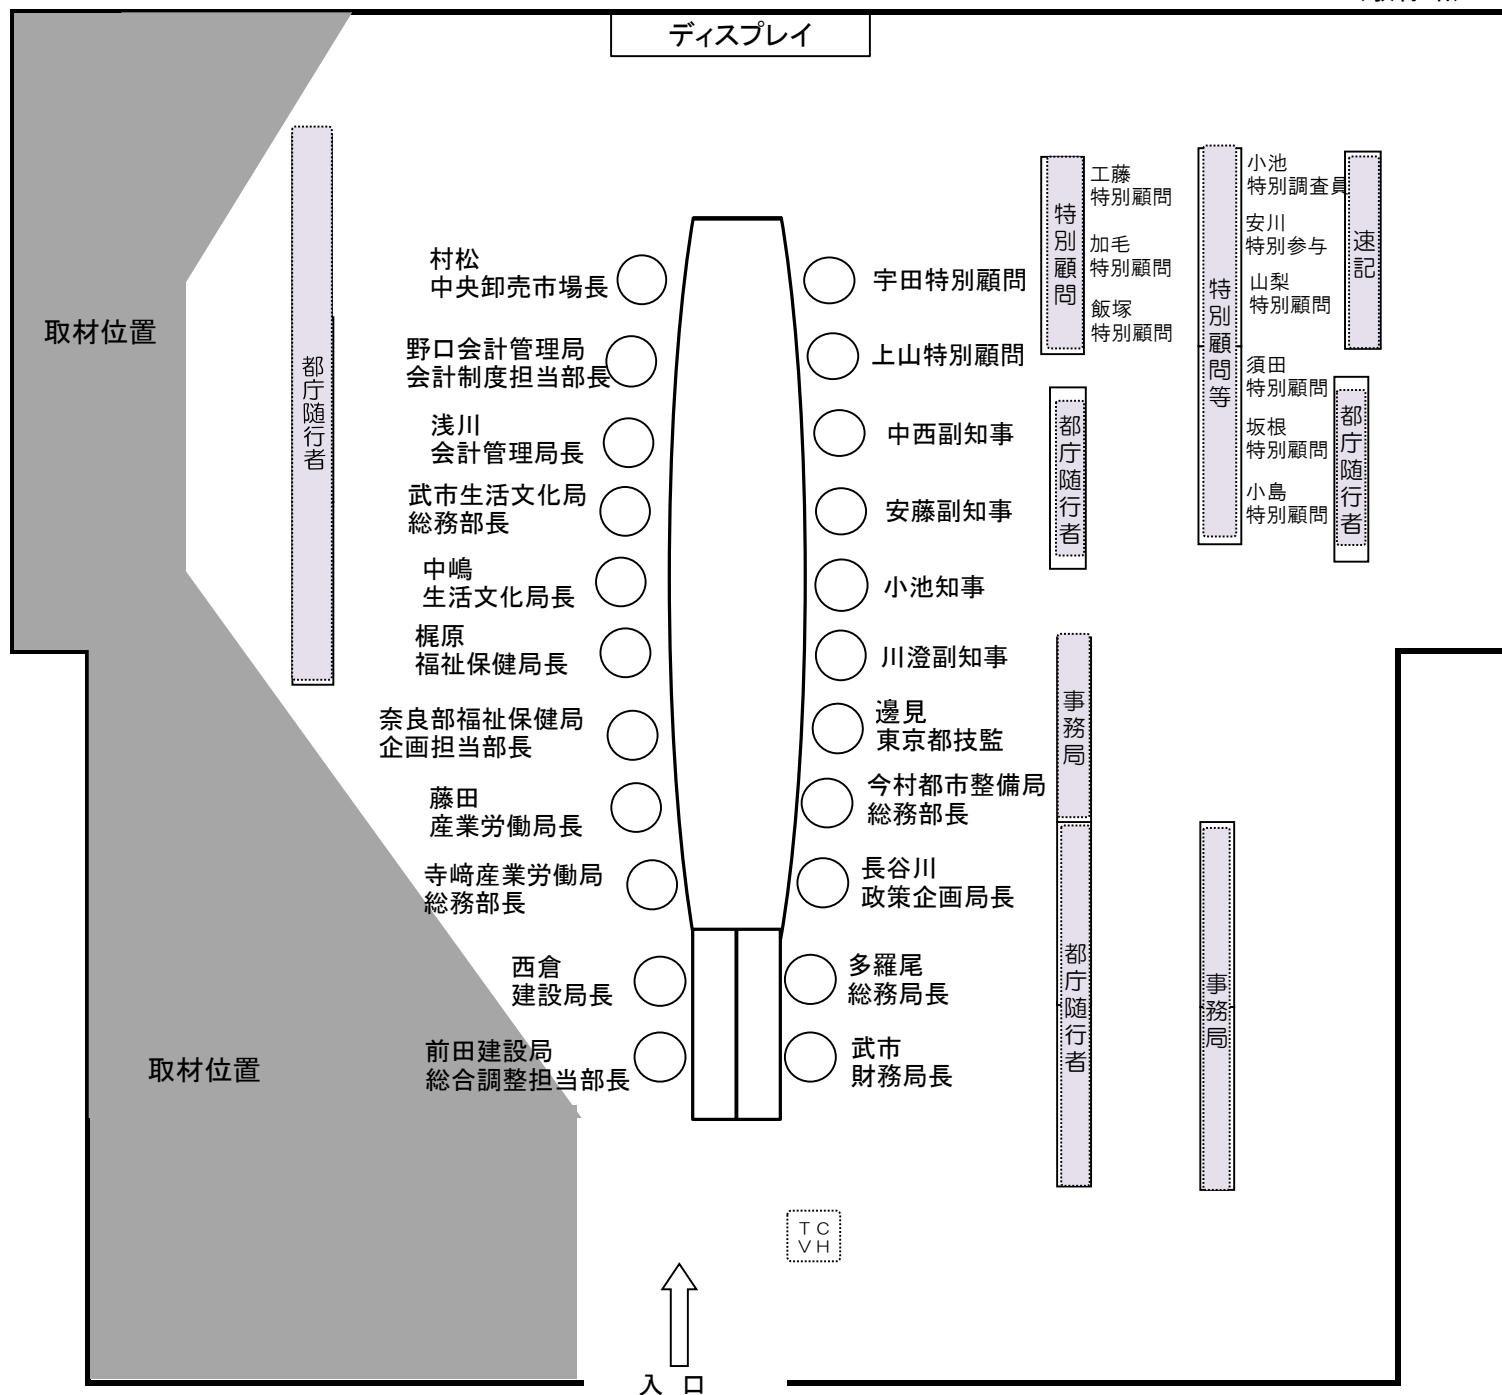 ディスプレイ
取材位置
都庁随行者
村松
中央卸売市場長
野口会計管理局
会計制度担当部長
浅川
会計管理局長
武市生活文化局
総務部長
中嶋
生活文化局長
梶原
福祉保健局長
奈良部福祉保健局
企画担当部長
藤田
産業労働局長
寺﨑産業労働局
総務部長
西倉
建設局長
前田建設局
総合調整担当部長
取材位置
宇田特別顧問
上山特別顧問
中西副知事
安藤副知事
小池知事
川澄副知事
邊見
東京都技監
今村都市整備局
総務部長
長谷川
政策企画局長
多羅尾
総務局長
武市
財務局長
特別顧問
工藤
特別顧問
加毛
特別顧問
飯塚
特別顧問
都庁随行者
特別顧問等
小池
特別調査員
安川
特別参与
山梨
特別顧問
須田
特別顧問
坂根
特別顧問
小島
特別顧問
速記
都庁随行者
事務局
都庁随行者
事務局
TC
VH
入 口